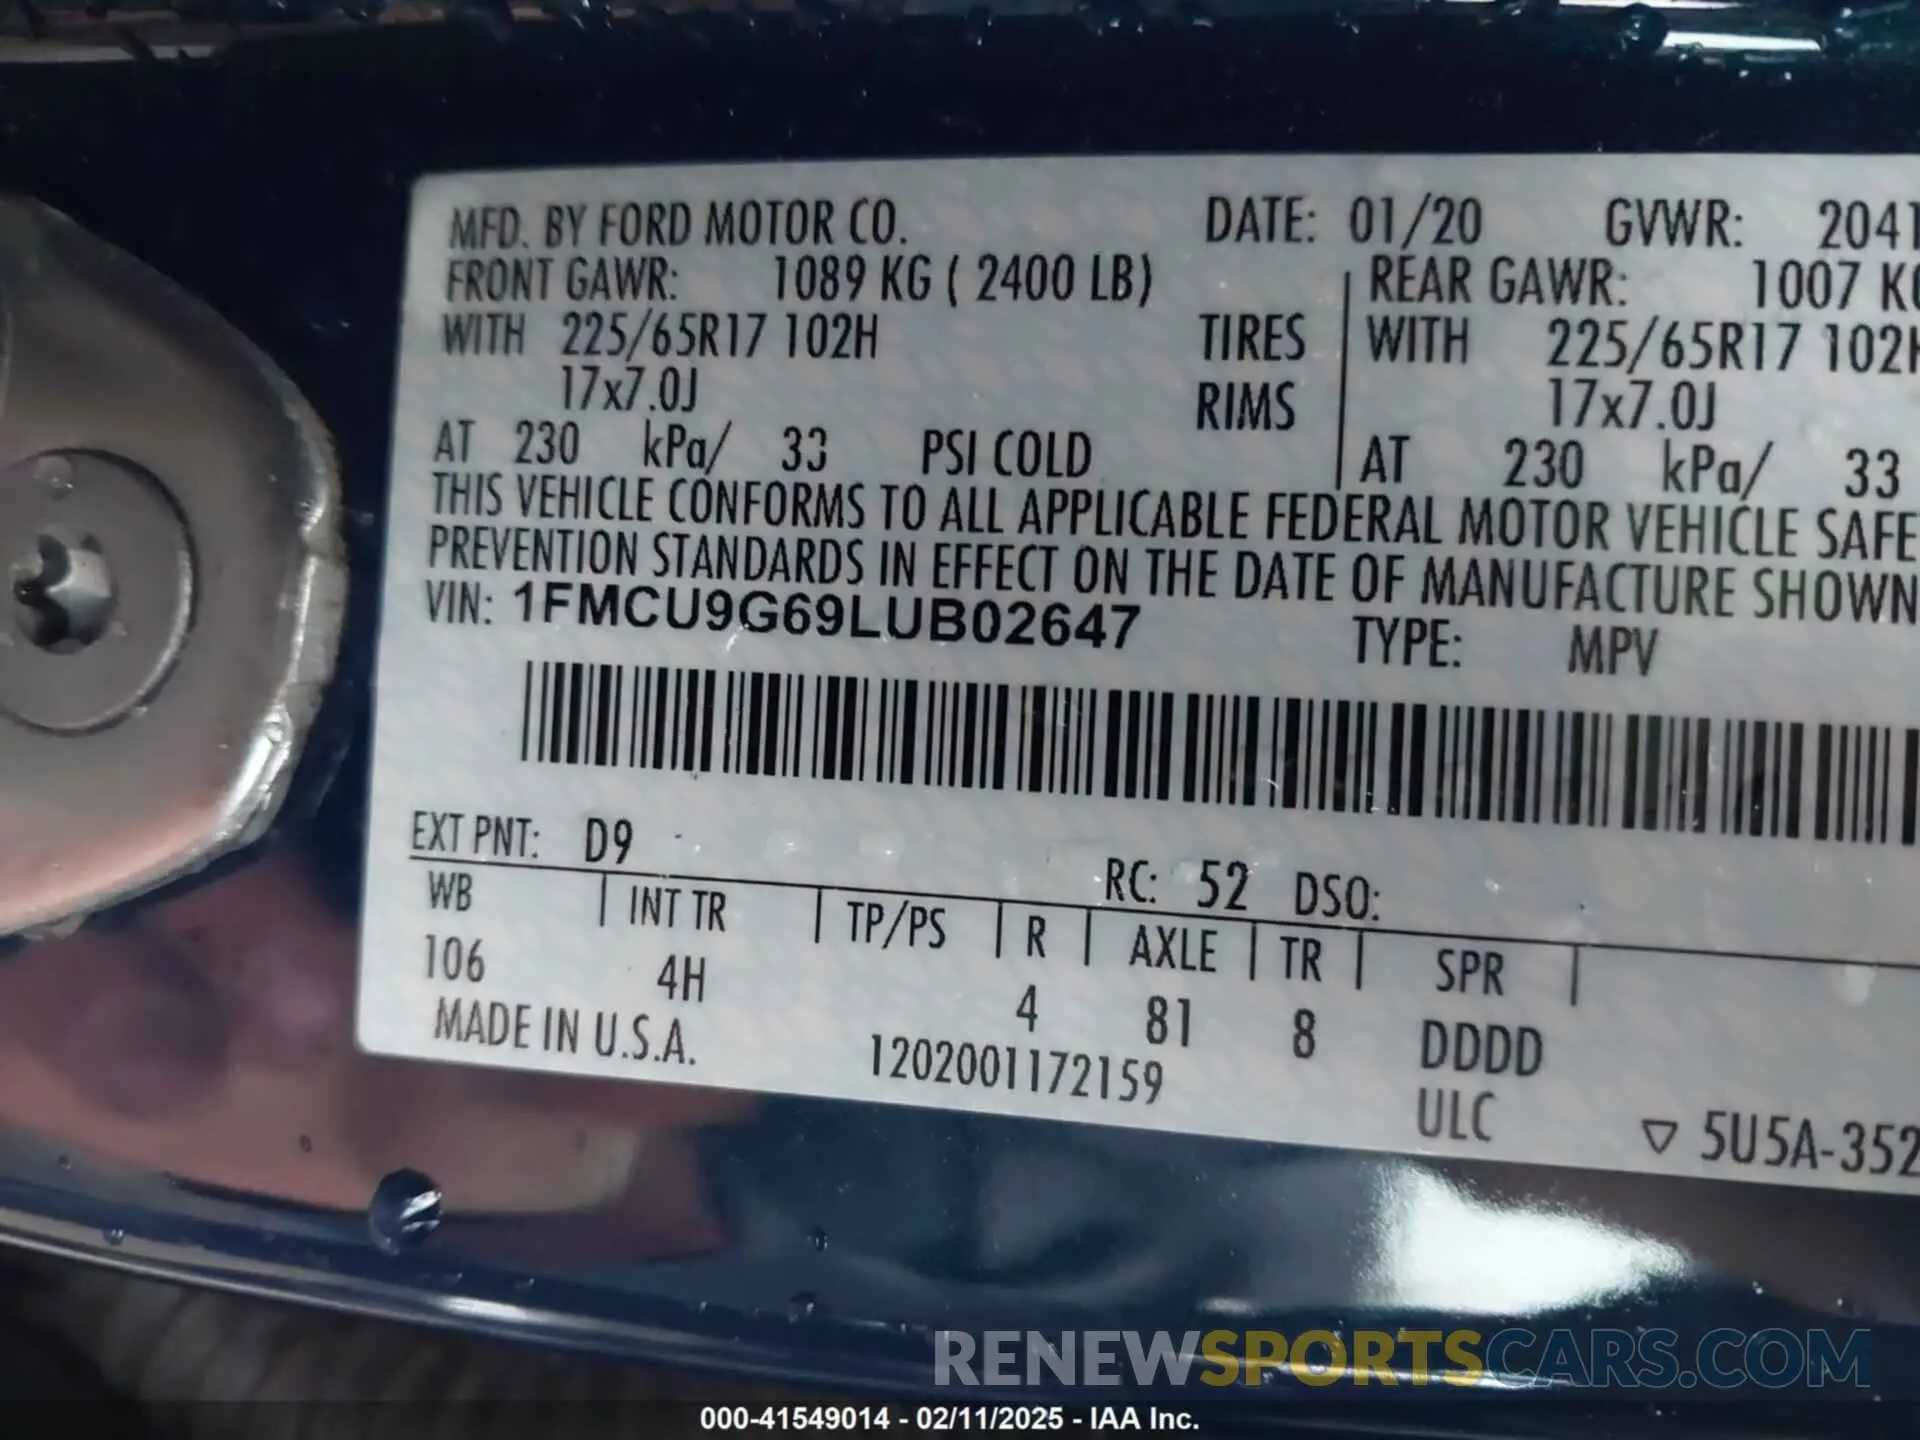 MFD. BY FORD MOTOR CO. DATE: 01/20 GVWR: 2041
FRONT GAWR: 1089 KG ( 2400 LB) REAR GAWR: 1007 KG
WITH 225/65R17 102H TIRES WITH 225/65R17 102H
17x7.0J RIMS 17x7.0J
AT 230 kPa/ 33 PSI COLD AT 230 kPa/ 33
THIS VEHICLE CONFORMS TO ALL APPLICABLE FEDERAL MOTOR VEHICLE SAFE
PREVENTION STANDARDS IN EFFECT ON THE DATE OF MANUFACTURE SHOWN
VIN: 1FMCU9G69LUB02647 TYPE: MPV
EXT PNT: D9 RC: 52 DSO:
WB | INT TR | TP/PS | R | AXLE | TR | SPR |
106 4H 4 81 8 DDDD
MADE IN U.S.A. 1202001172159 ULC ▽ 5U5A-352
RENEWSPORTSCARS.COM
000-41549014 - 02/11/2025 - IAA Inc.